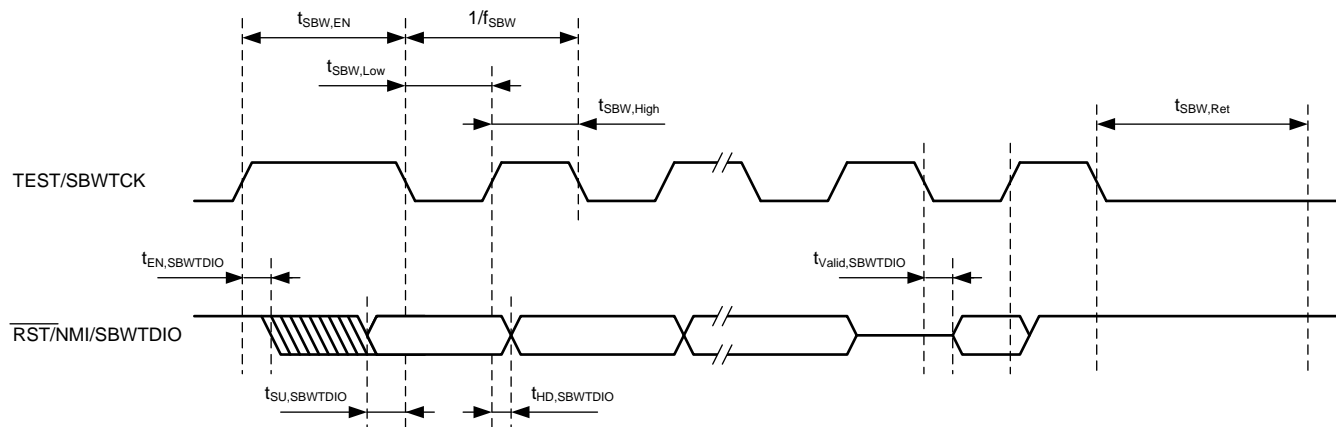 tSBW,EN
1/fSBW
tSBW,Low
tSBW,High
tSBW,Ret
TEST/SBWTCK
tEN,SBWTDIO
tValid,SBWTDIO
RST/NMI/SBWTDIO
tSU,SBWTDIO
tHD,SBWTDIO